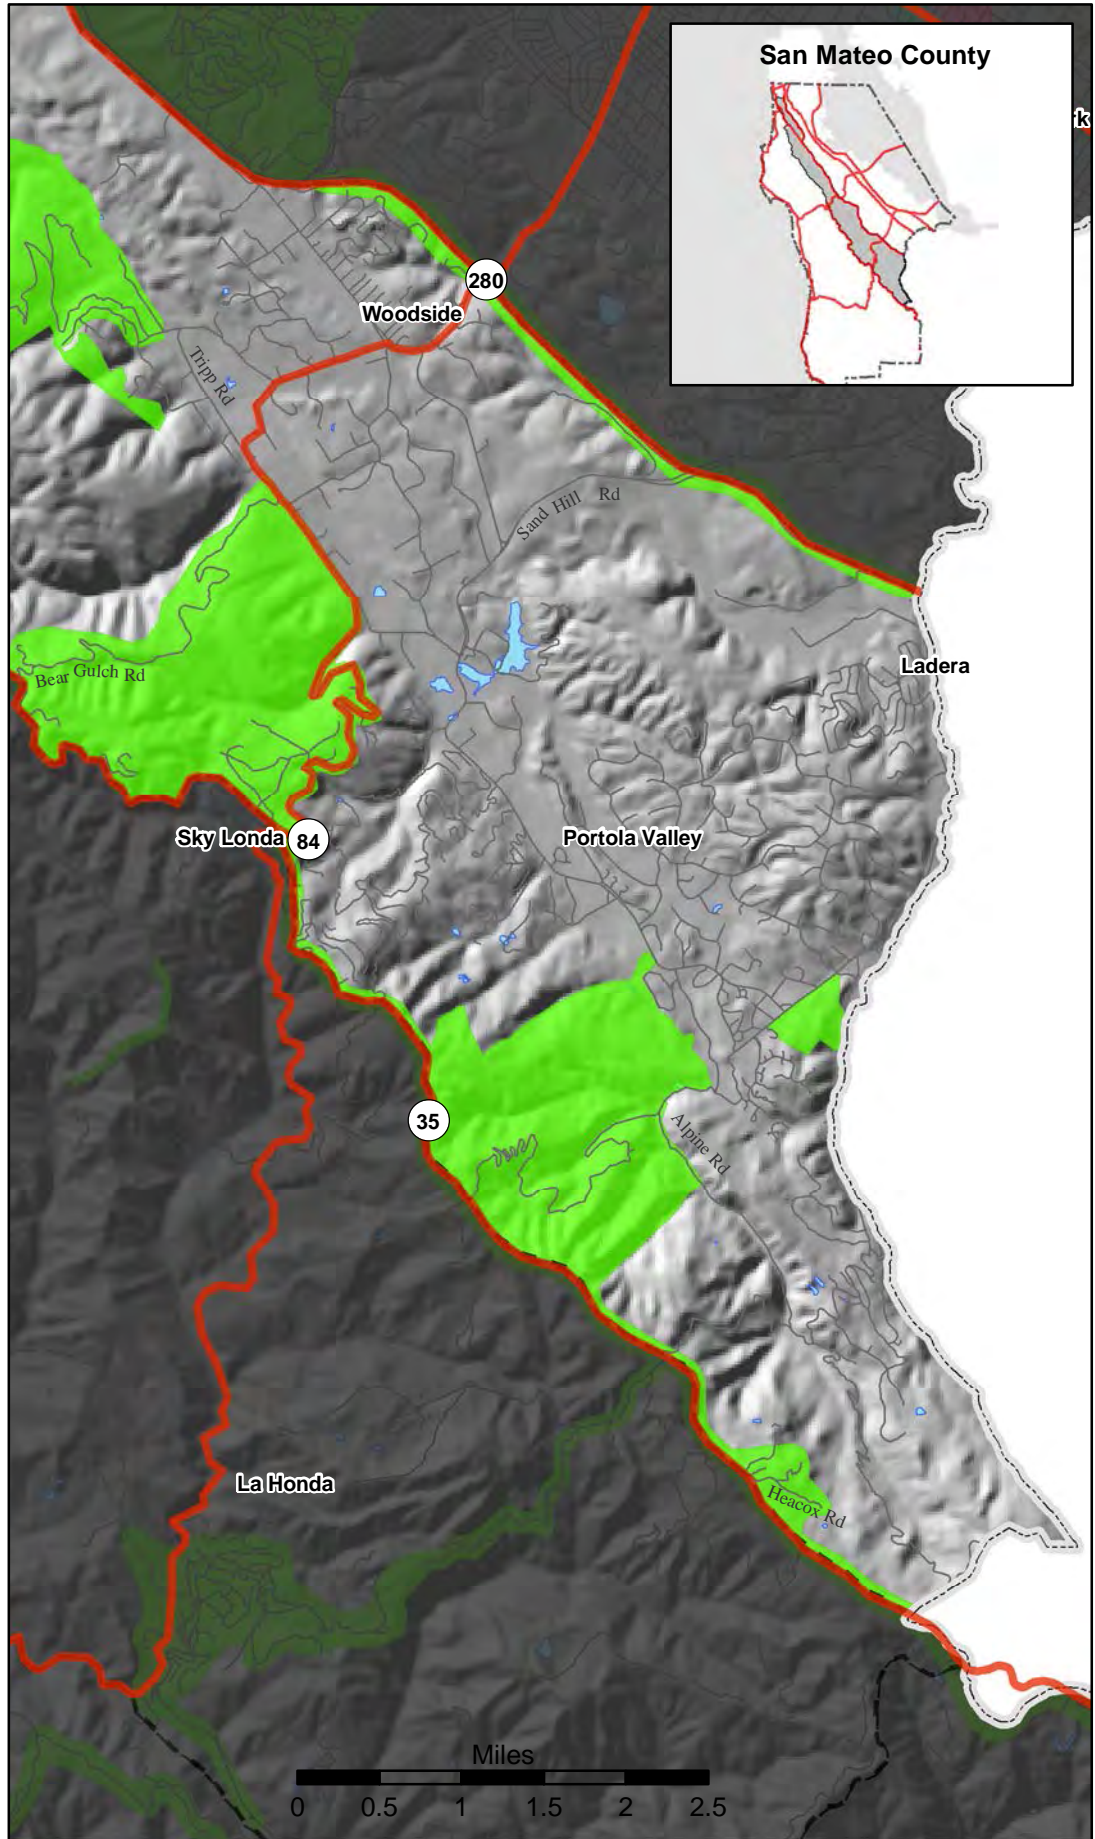 San Mateo County
k
280
Woodside
Tripp Rd
Sand Hill Rd
Ladera
Bear Gulch Rd
Sky Londa
84
Portola Valley
35
Alpine Rd
La Honda
Heacox Rd
Miles
0 0.5 1 1.5 2 2.5